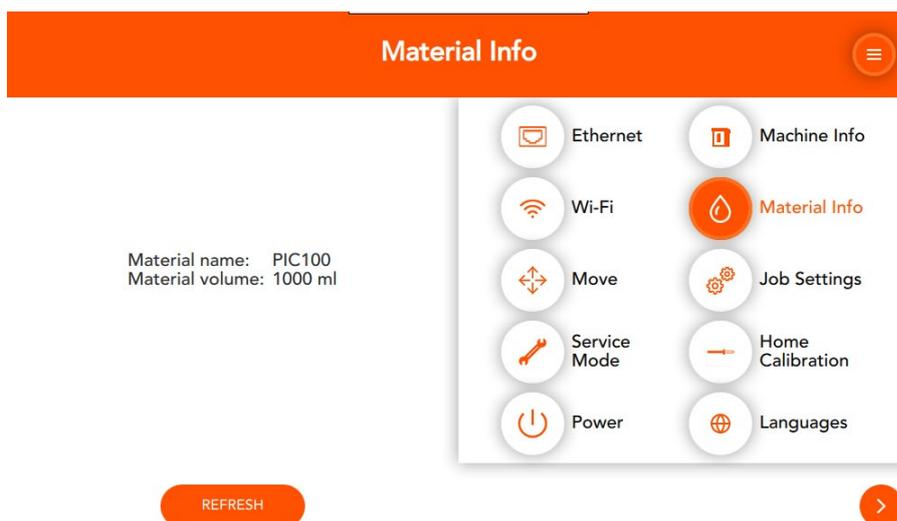 Material Info
Material name: PIC100
Material volume: 1000 ml
Ethernet
Machine Info
Wi-Fi
Material Info
Move
Job Settings
Service
Mode
Home
Calibration
Power
Languages
REFRESH